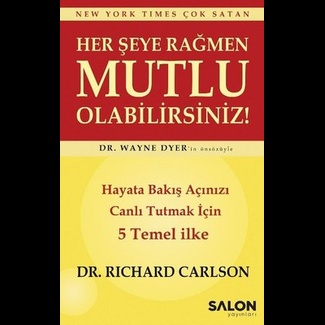 NEW YORK TIMES ÇOK SATAN
HER ŞEYE RAĞMEN
MUTLU
OLABİLİRSİNİZ!
DR. WAYNE DYER'in önsözüyle
Hayata Bakış Açınızı
Canlı Tutmak İçin
5 Temel ilke
DR. RICHARD CARLSON
SALON
yayınları